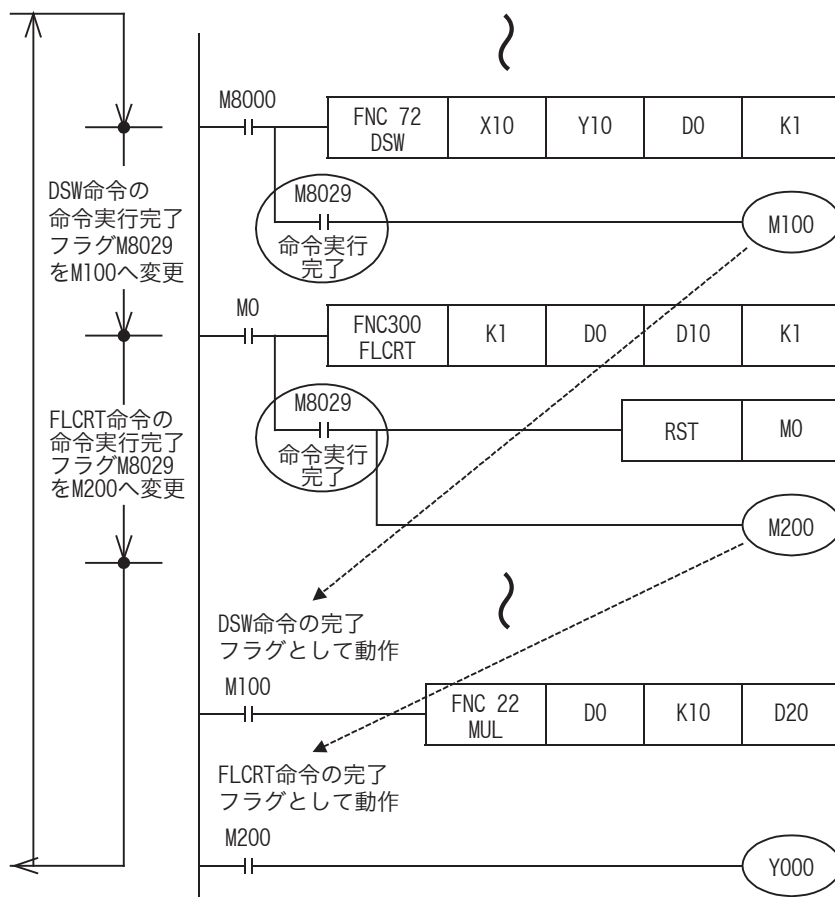 M8000
FNC 72
DSW
X10
Y10
D0
K1
DSW命令の
命令実行完了
フラグM8029
をM100へ変更
M8029
命令実行
完了
M100
M0
FNC300
FLCRT
K1
D0
D10
K1
FLCRT命令の
命令実行完了
フラグM8029
をM200へ変更
M8029
命令実行
完了
RST
M0
M200
DSW命令の完了
フラグとして動作
M100
FNC 22
MUL
D0
K10
D20
FLCRT命令の完了
フラグとして動作
M200
Y000